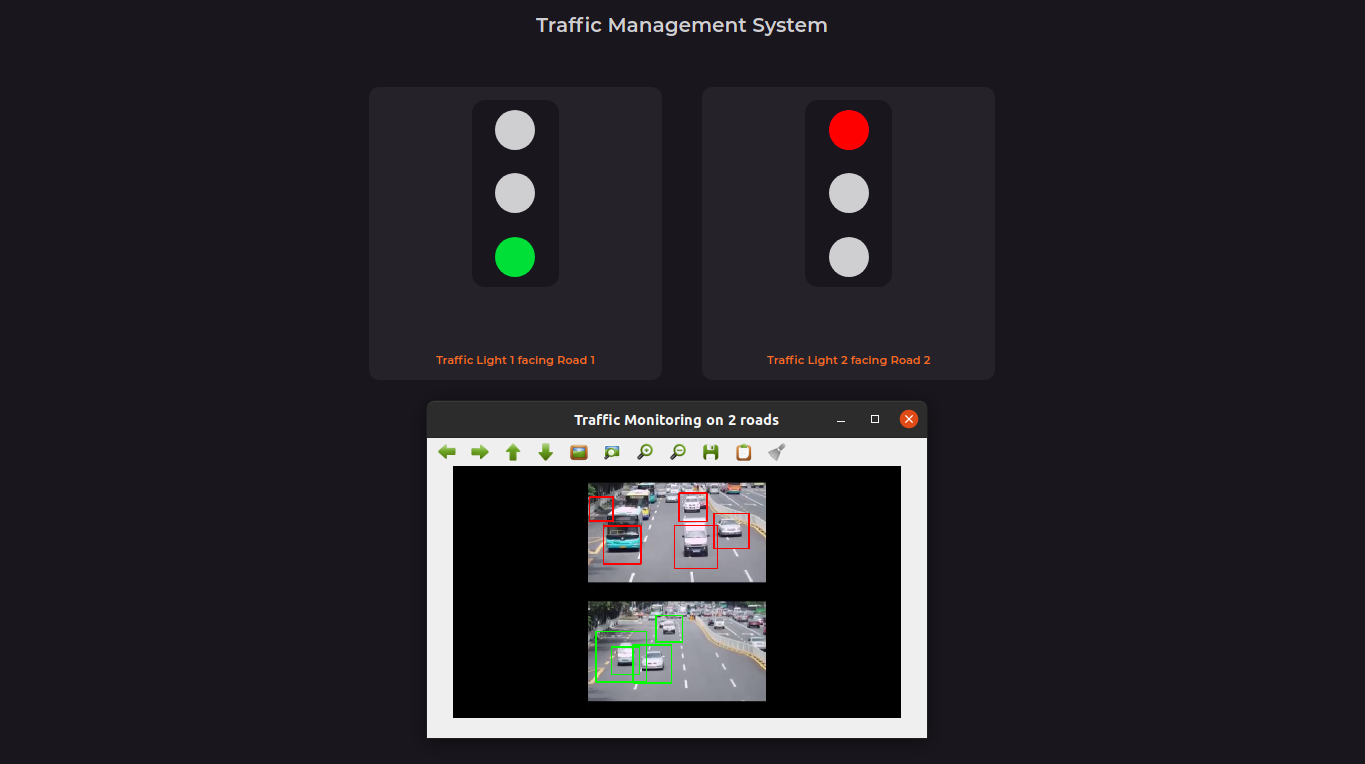 Traffic Management System
Traffic Light 1 facing Road 1
Traffic Light 2 facing Road 2
Traffic Monitoring on 2 roads